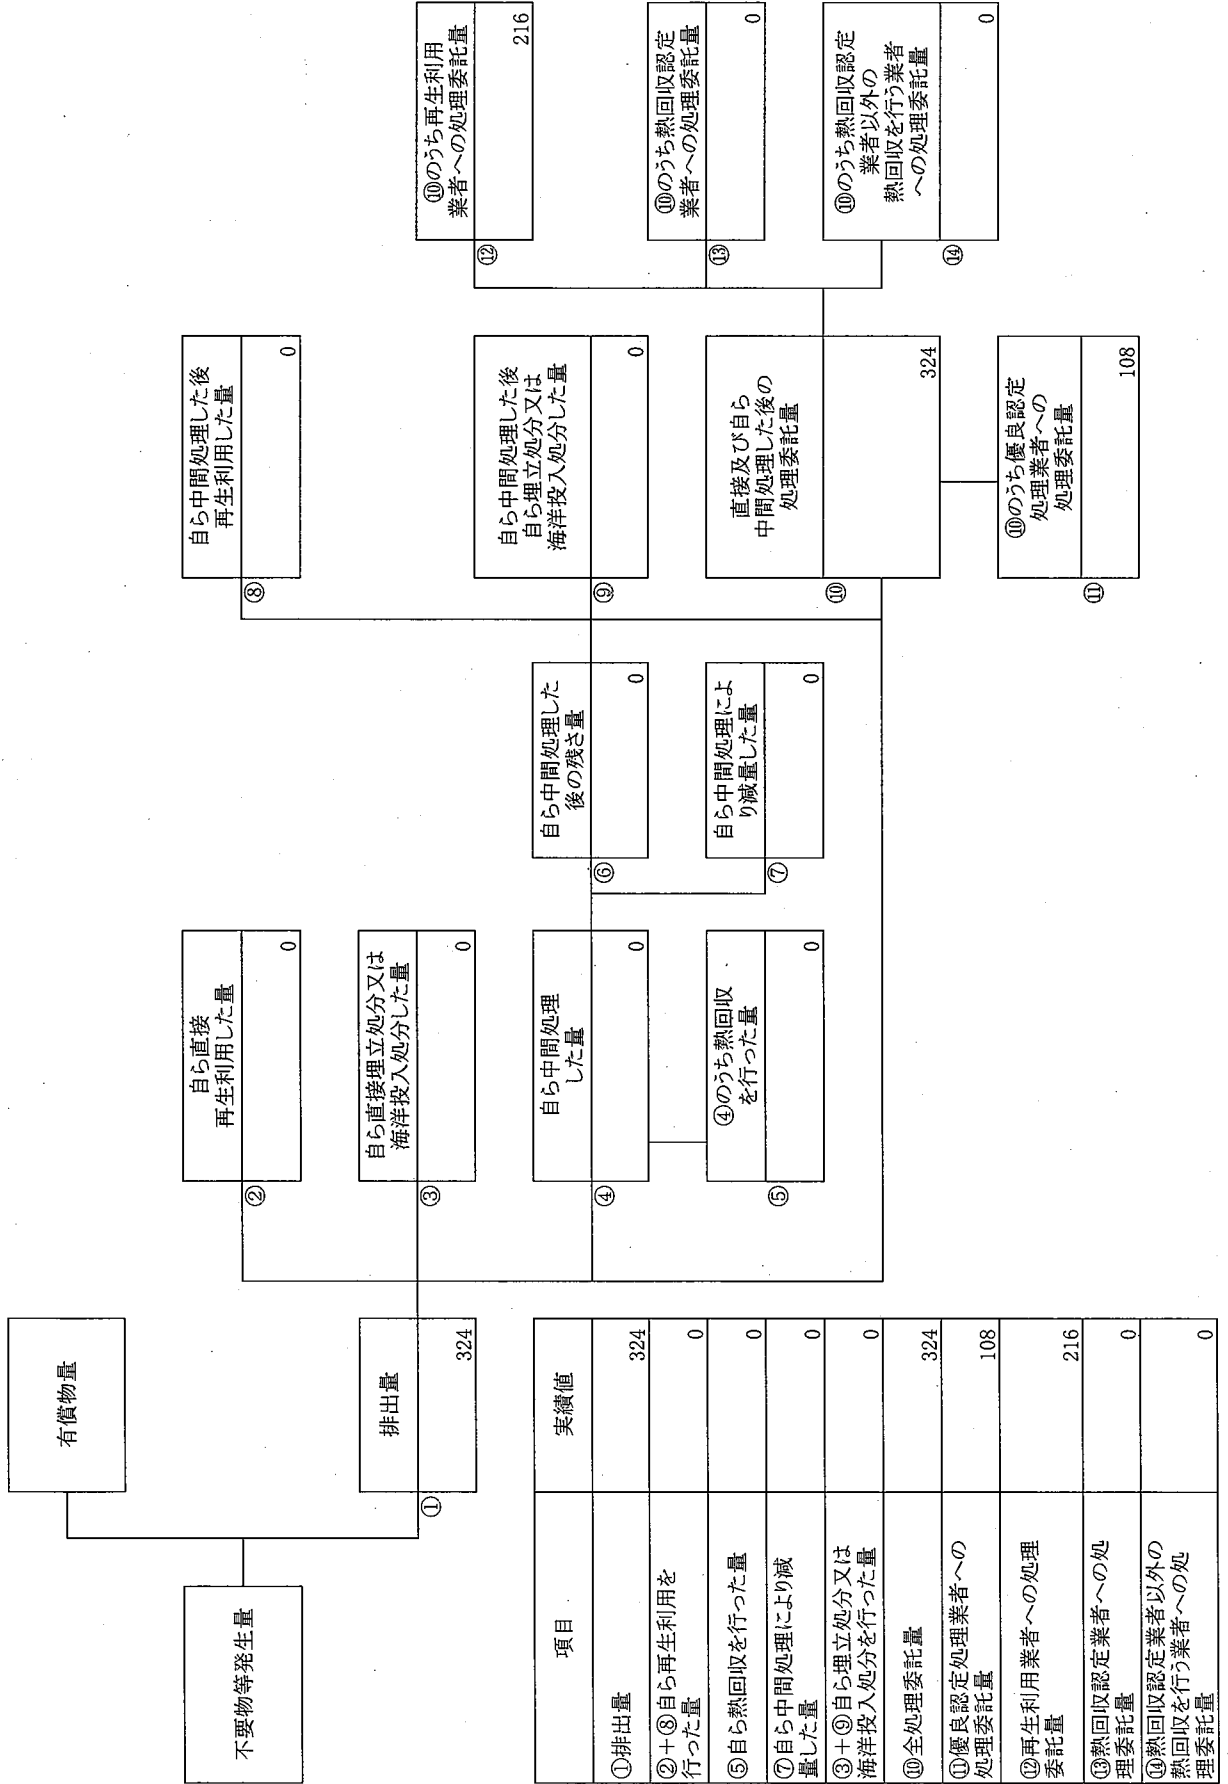 不要物等発生量
有償物量
排出量
①
324
自ら直接
再生利用した量
②
0
自ら直接埋立処分又は
海洋投入処分した量
③
0
自ら中間処理
した量
④
0
④のうち熱回収
を行った量
⑤
0
自ら中間処理した
後の残さ量
⑥
0
自ら中間処理によ
り減量した量
⑦
0
自ら中間処理した後
再生利用した量
⑧
0
自ら中間処理した後
自ら埋立処分又は
海洋投入処分した量
⑨
0
直接及び自ら
中間処理した後の
処理委託量
⑩
324
⑩のうち優良認定
処理業者への
処理委託量
⑪
108
⑩のうち再生利用
業者への処理委託量
⑫
216
⑩のうち熱回収認定
業者への処理委託量
⑬
0
⑩のうち熱回収認定
業者以外の
熱回収を行う業者
への処理委託量
⑭
0
項目 実績値
①排出量 324
②+⑧自ら再生利用を
行った量 0
⑤自ら熱回収を行った量 0
⑦自ら中間処理により減
量した量 0
③+⑨自ら埋立処分又は
海洋投入処分を行った量 0
⑩全処理委託量 324
⑪優良認定処理業者への
処理委託量 108
⑫再生利用業者への処理
委託量 216
⑬熱回収認定業者への処
理委託量 0
⑭熱回収認定業者以外の
熱回収を行う業者への処
理委託量 0